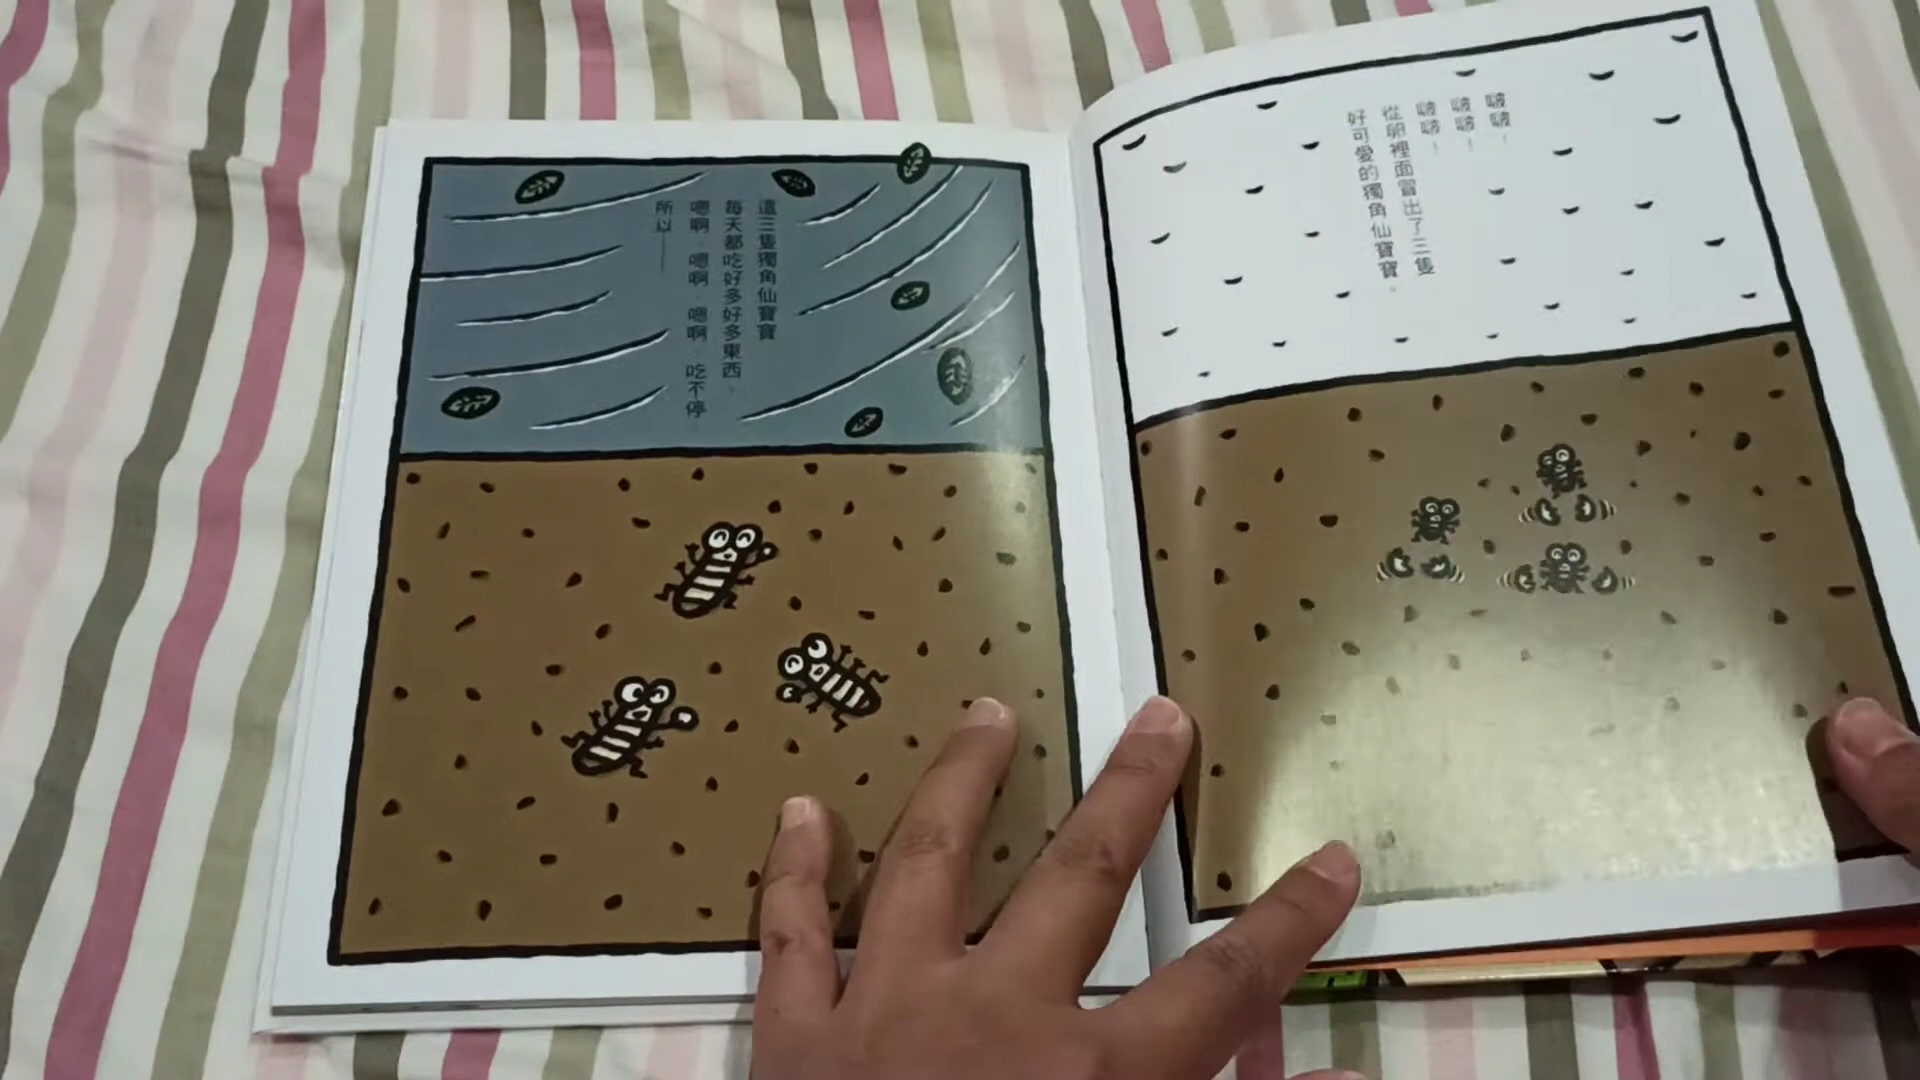 啵啵！
啵啵！
啵啵！
從卵裡面冒出了三隻
好可愛的獨角仙寶寶。
這三隻獨角仙寶寶
每天都吃好多好多東西。
嗯啊，嗯啊，嗯啊，吃不停，
所以——